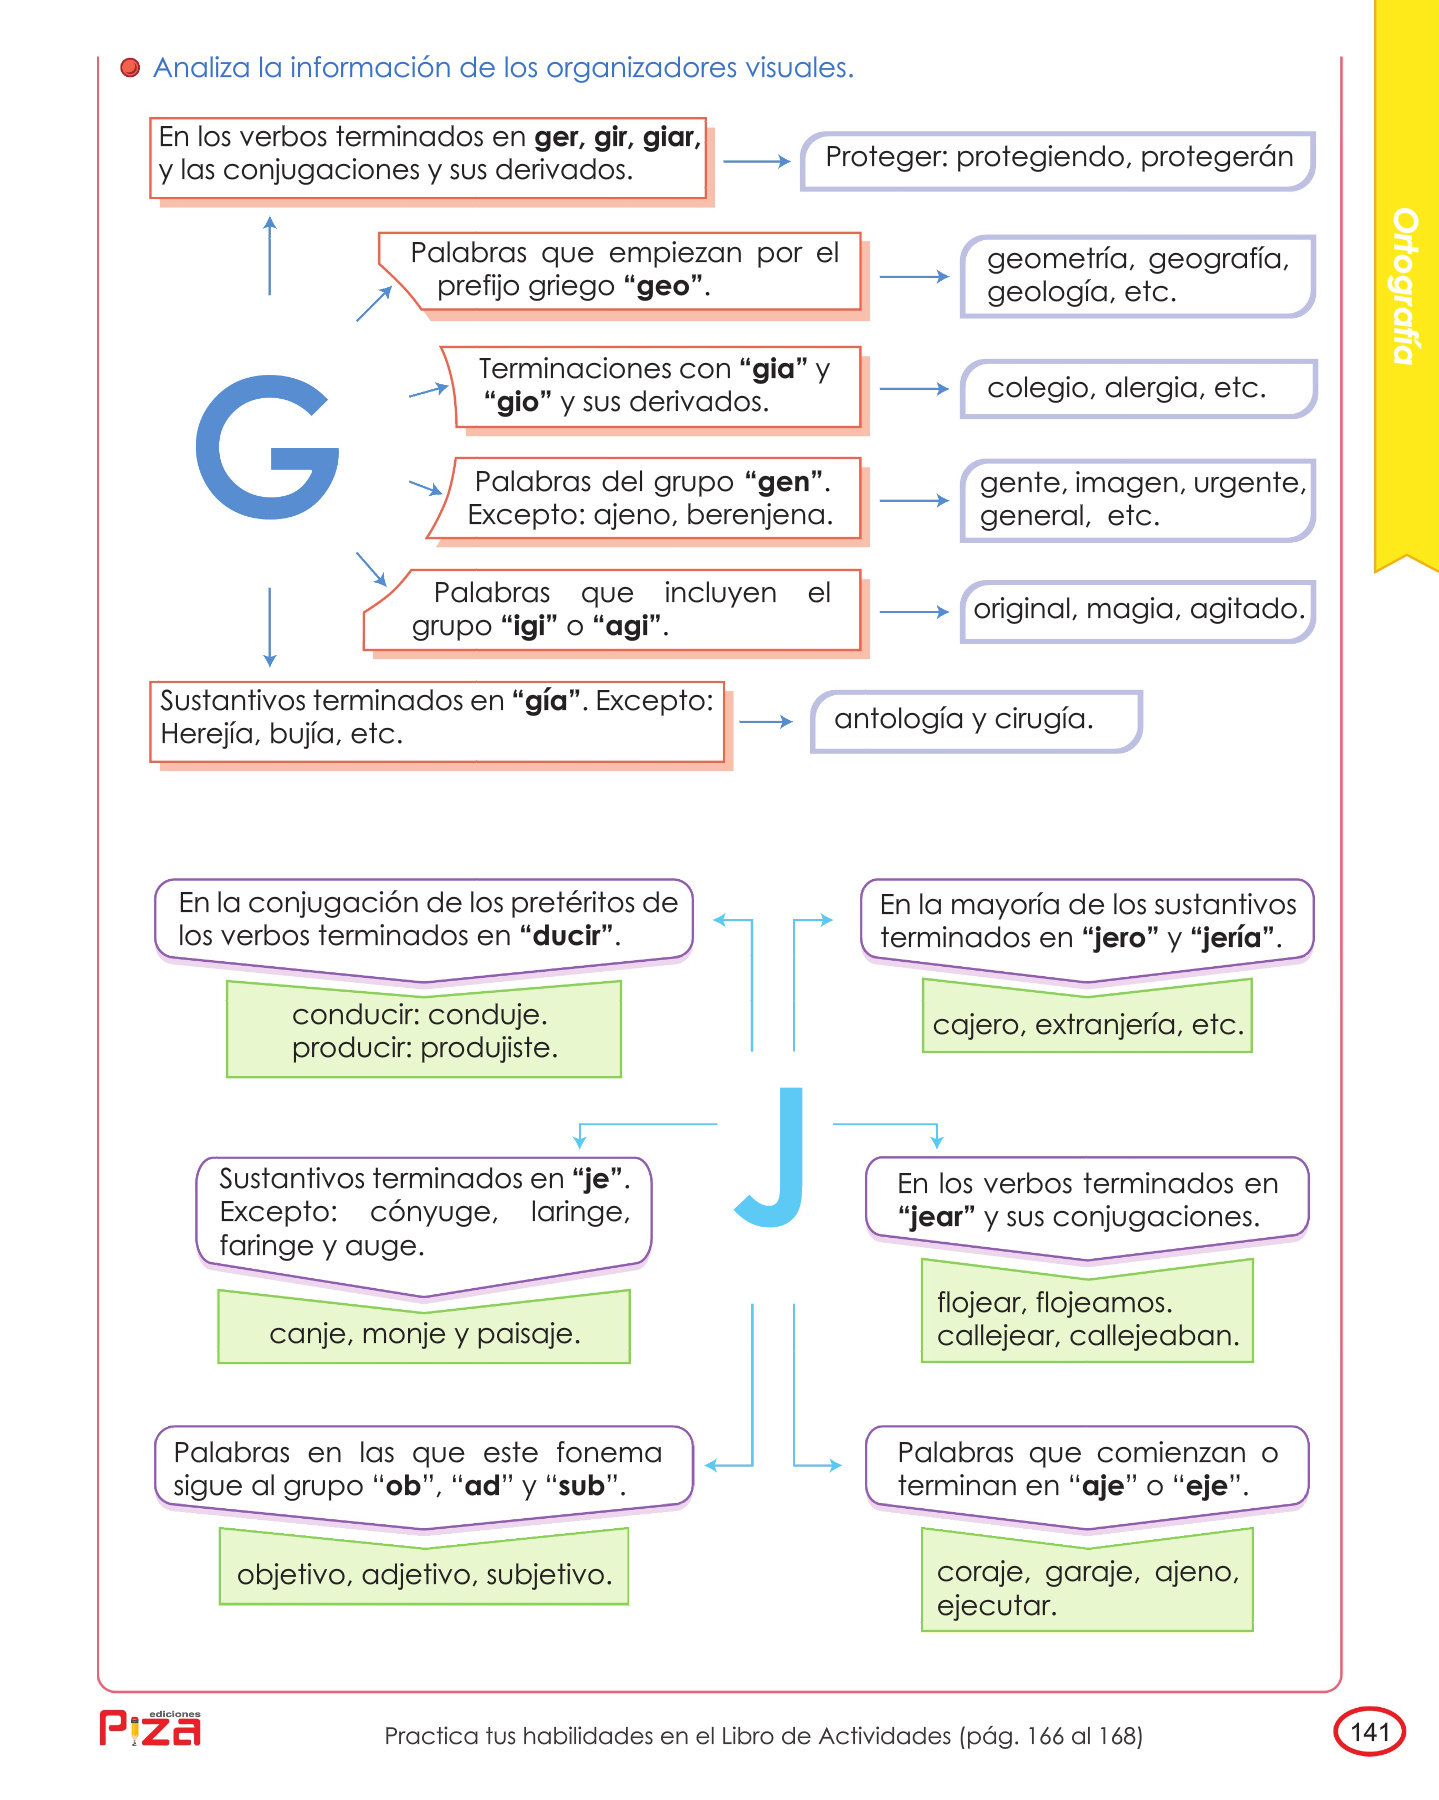 Analiza la información de los organizadores visuales.
En los verbos terminados en ger, gir, giar,
y las conjugaciones y sus derivados.
Proteger: protegiendo, protegerán
Palabras que empiezan por el
prefijo griego “geo”.
geometría, geografía,
geología, etc.
Terminaciones con “gia” y
“gio” y sus derivados.
colegio, alergia, etc.
G
Palabras del grupo “gen”.
Excepto: ajeno, berenjena.
gente, imagen, urgente,
general, etc.
Palabras que incluyen el
grupo “igi” o “agi”.
original, magia, agitado.
Sustantivos terminados en “gía”. Excepto:
Herejía, bujía, etc.
antología y cirugía.
Ortografía
En la conjugación de los pretéritos de
los verbos terminados en “ducir”.
conducir: conduje.
producir: produjiste.
En la mayoría de los sustantivos
terminados en “jero” y “jería”.
cajero, extranjería, etc.
J
Sustantivos terminados en “je”.
Excepto: cónyuge, laringe,
faringe y auge.
canje, monje y paisaje.
En los verbos terminados en
“jear” y sus conjugaciones.
flojear, flojeamos.
callejear, callejeaban.
Palabras en las que este fonema
sigue al grupo “ob”, “ad” y “sub”.
objetivo, adjetivo, subjetivo.
Palabras que comienzan o
terminan en “aje” o “eje”.
coraje, garaje, ajeno,
ejecutar.
ediciones
Piza
Practica tus habilidades en el Libro de Actividades (pág. 166 al 168)
141